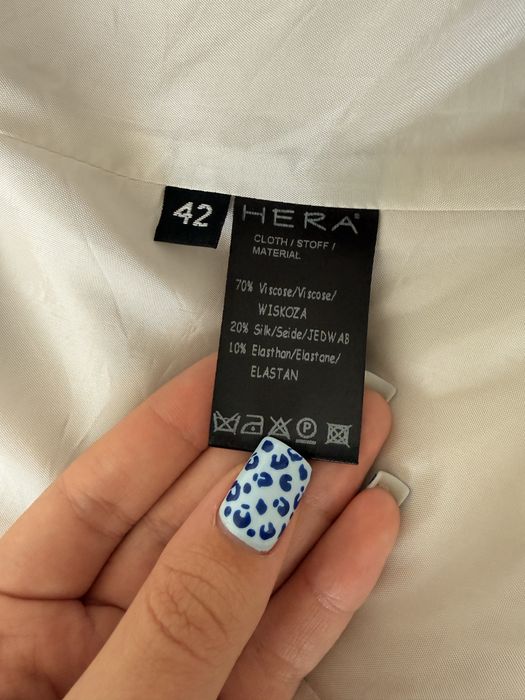 42
HERA
CLOTH / STOFF /
MATERIAL
70% Viscose/Viscose/
WISKOZA
20% Silk/Seide/JEDWAB
10% Elasthan/Elastane/
ELASTAN
P